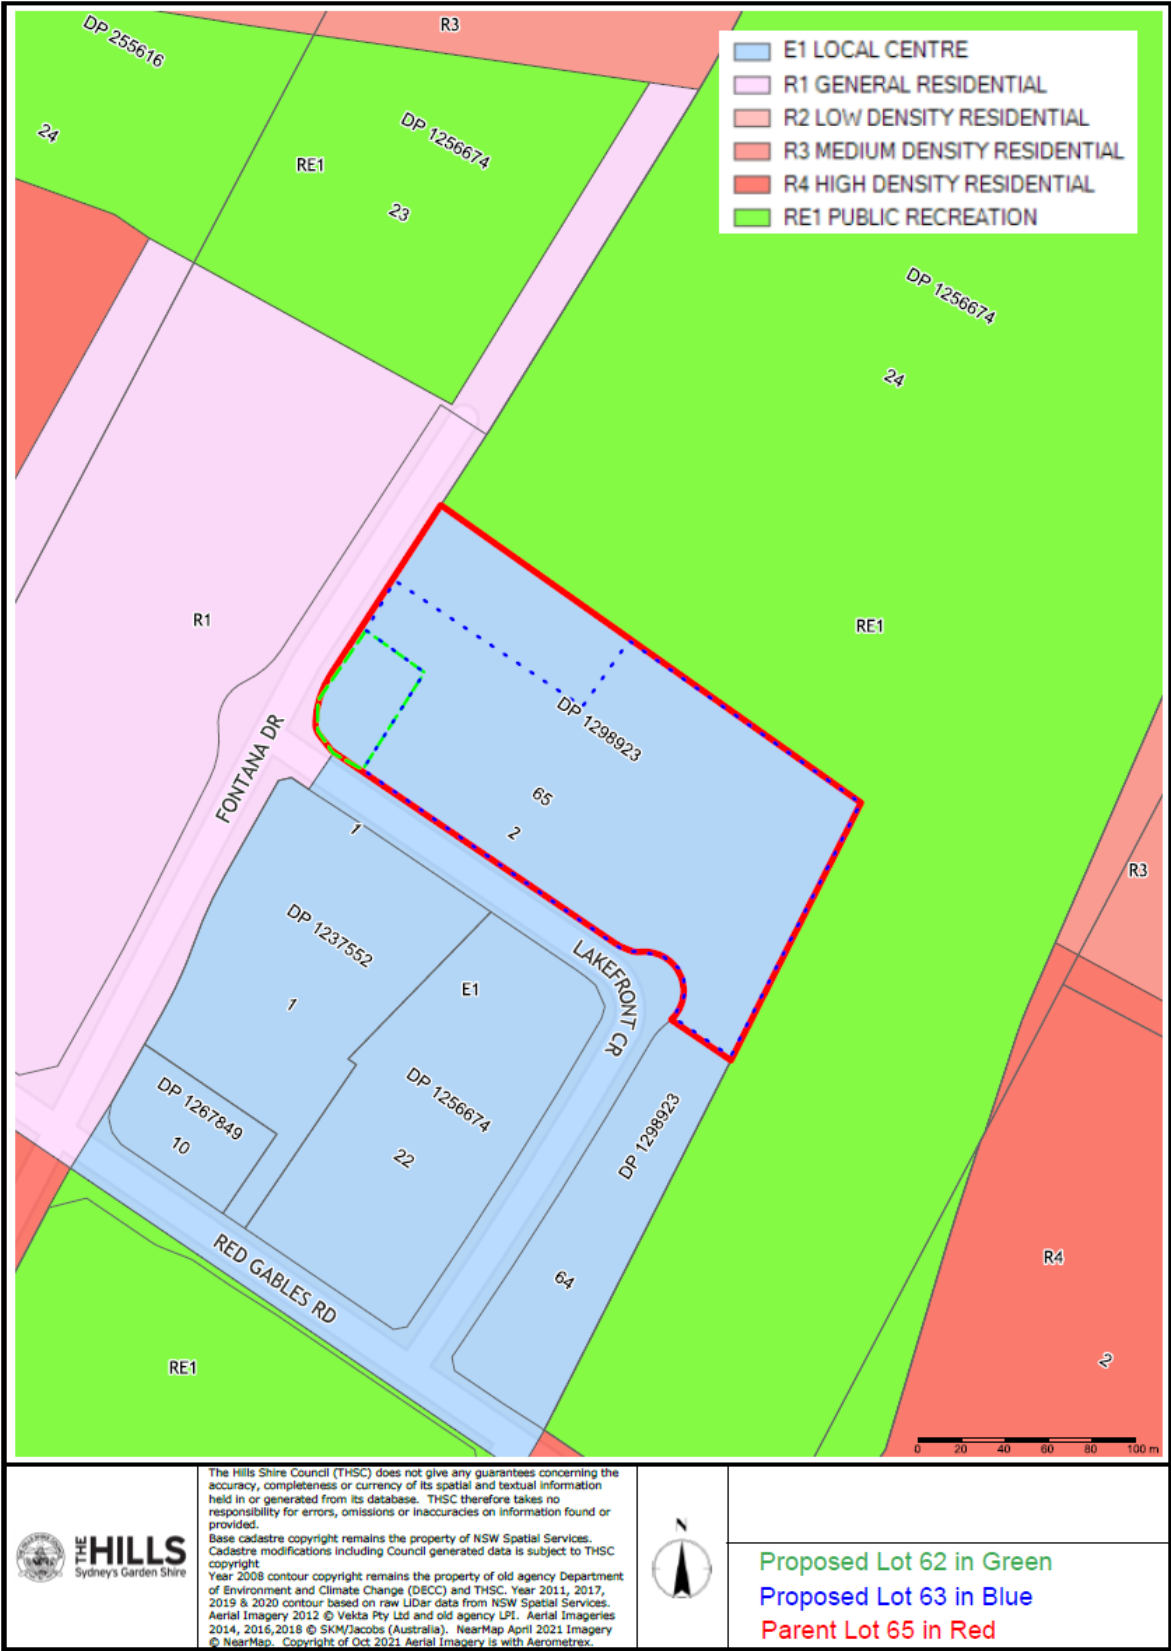 DP 255616
R3
E1 LOCAL CENTRE
R1 GENERAL RESIDENTIAL
R2 LOW DENSITY RESIDENTIAL
R3 MEDIUM DENSITY RESIDENTIAL
R4 HIGH DENSITY RESIDENTIAL
RE1 PUBLIC RECREATION
24
DP 1256674
RE1
23
DP 1256674
24
R1
RE1
DP 1298923
FONTANA DR
65
2
1
R3
DP 1237552
LAKEFRONT CR
E1
1
DP 1256674
DP 1267849
10
22
DP 1298923
RED GABLES RD
64
R4
RE1
2
0 20 40 60 80 100 m
THE HILLS
Sydney's Garden Shire
The Hills Shire Council (THSC) does not give any guarantees concerning the
accuracy, completeness or currency of its spatial and textual information
held in or generated from its database. THSC therefore takes no
responsibility for errors, omissions or inaccuracies on information found or
provided.
Base cadastre copyright remains the property of NSW Spatial Services.
Cadastre modifications including Council generated data is subject to THSC
copyright
Year 2008 contour copyright remains the property of old agency Department
of Environment and Climate Change (DECC) and THSC. Year 2011, 2017,
2019 & 2020 contour based on raw LiDar data from NSW Spatial Services.
Aerial Imagery 2012 © Vekta Pty Ltd and old agency LPI. Aerial Imageries
2014, 2016,2018 © SKM/Jacobs (Australia). NearMap April 2021 Imagery
© NearMap. Copyright of Oct 2021 Aerial Imagery is with Aerometrex.
N
Proposed Lot 62 in Green
Proposed Lot 63 in Blue
Parent Lot 65 in Red